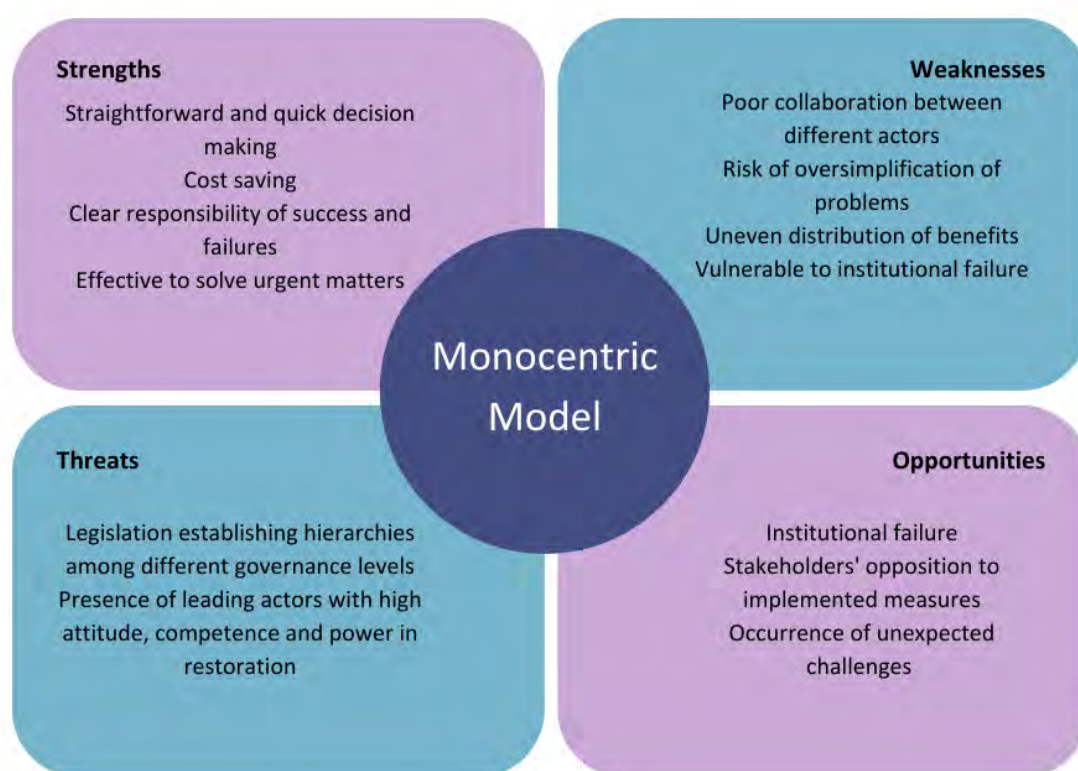 Strengths
Straightforward and quick decision
making
Cost saving
Clear responsibility of success and
failures
Effective to solve urgent matters
Weaknesses
Poor collaboration between
different actors
Risk of oversimplification of
problems
Uneven distribution of benefits
Vulnerable to institutional failure
Monocentric
Model
Threats
Legislation establishing hierarchies
among different governance levels
Presence of leading actors with high
attitude, competence and power in
restoration
Opportunities
Institutional failure
Stakeholders' opposition to
implemented measures
Occurrence of unexpected
challenges